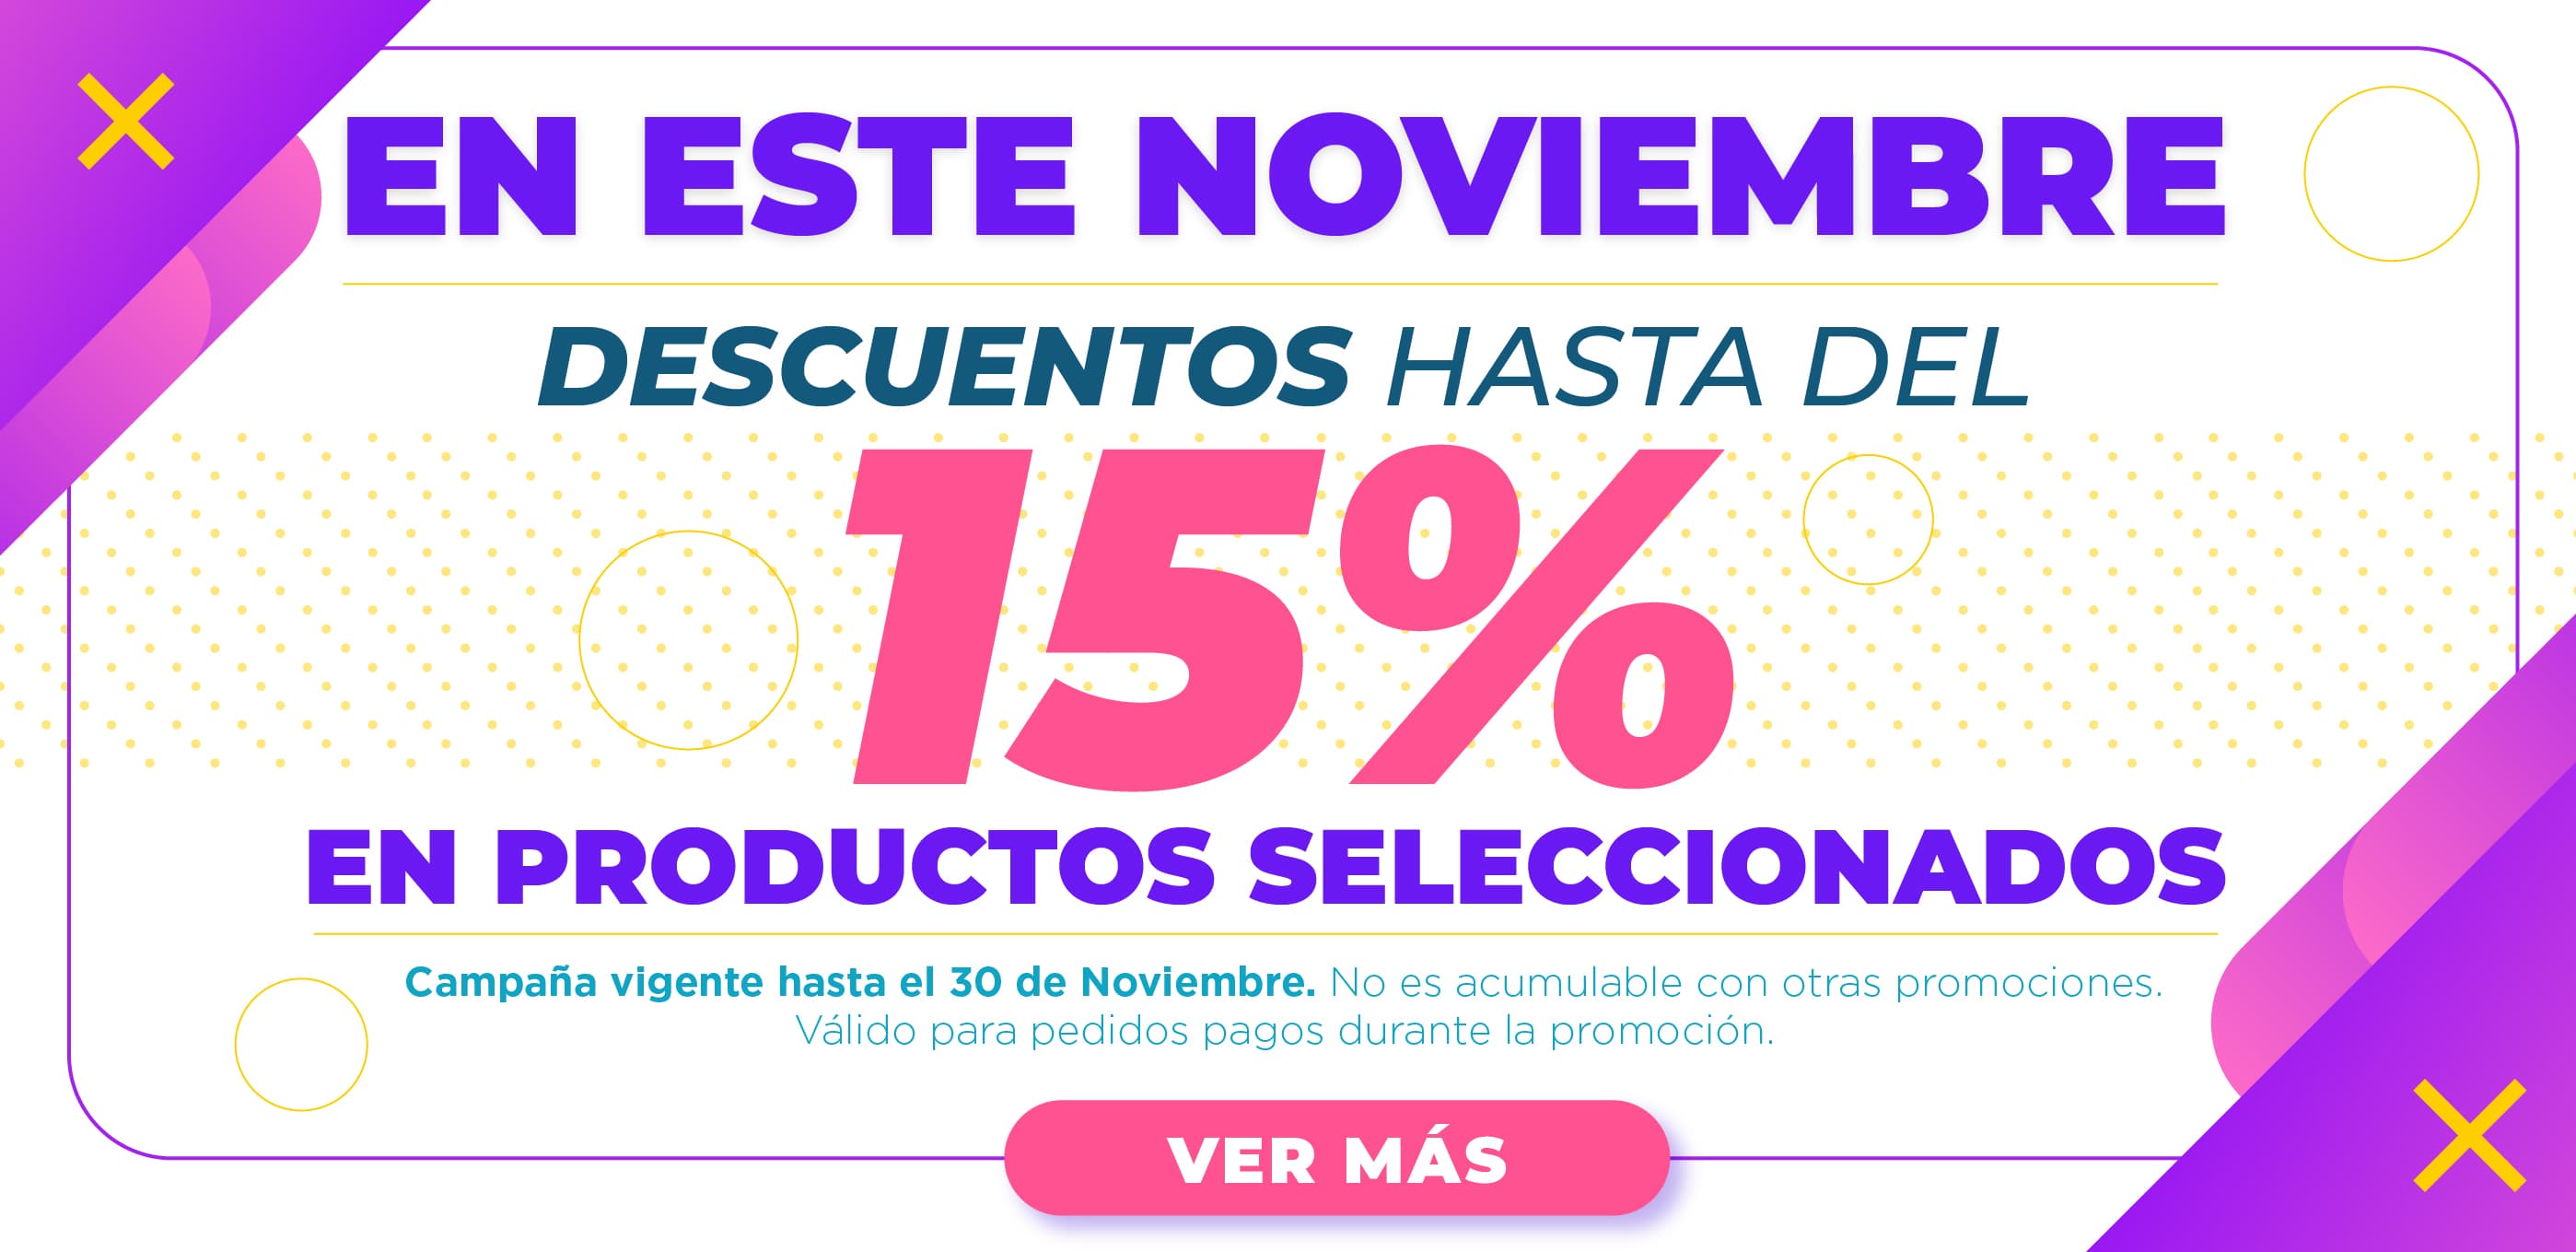 EN ESTE NOVIEMBRE
DESCUENTOS HASTA DEL
15%
EN PRODUCTOS SELECCIONADOS
Campaña vigente hasta el 30 de Noviembre. No es acumulable con otras promociones.
Válido para pedidos pagos durante la promoción.
VER MÁS